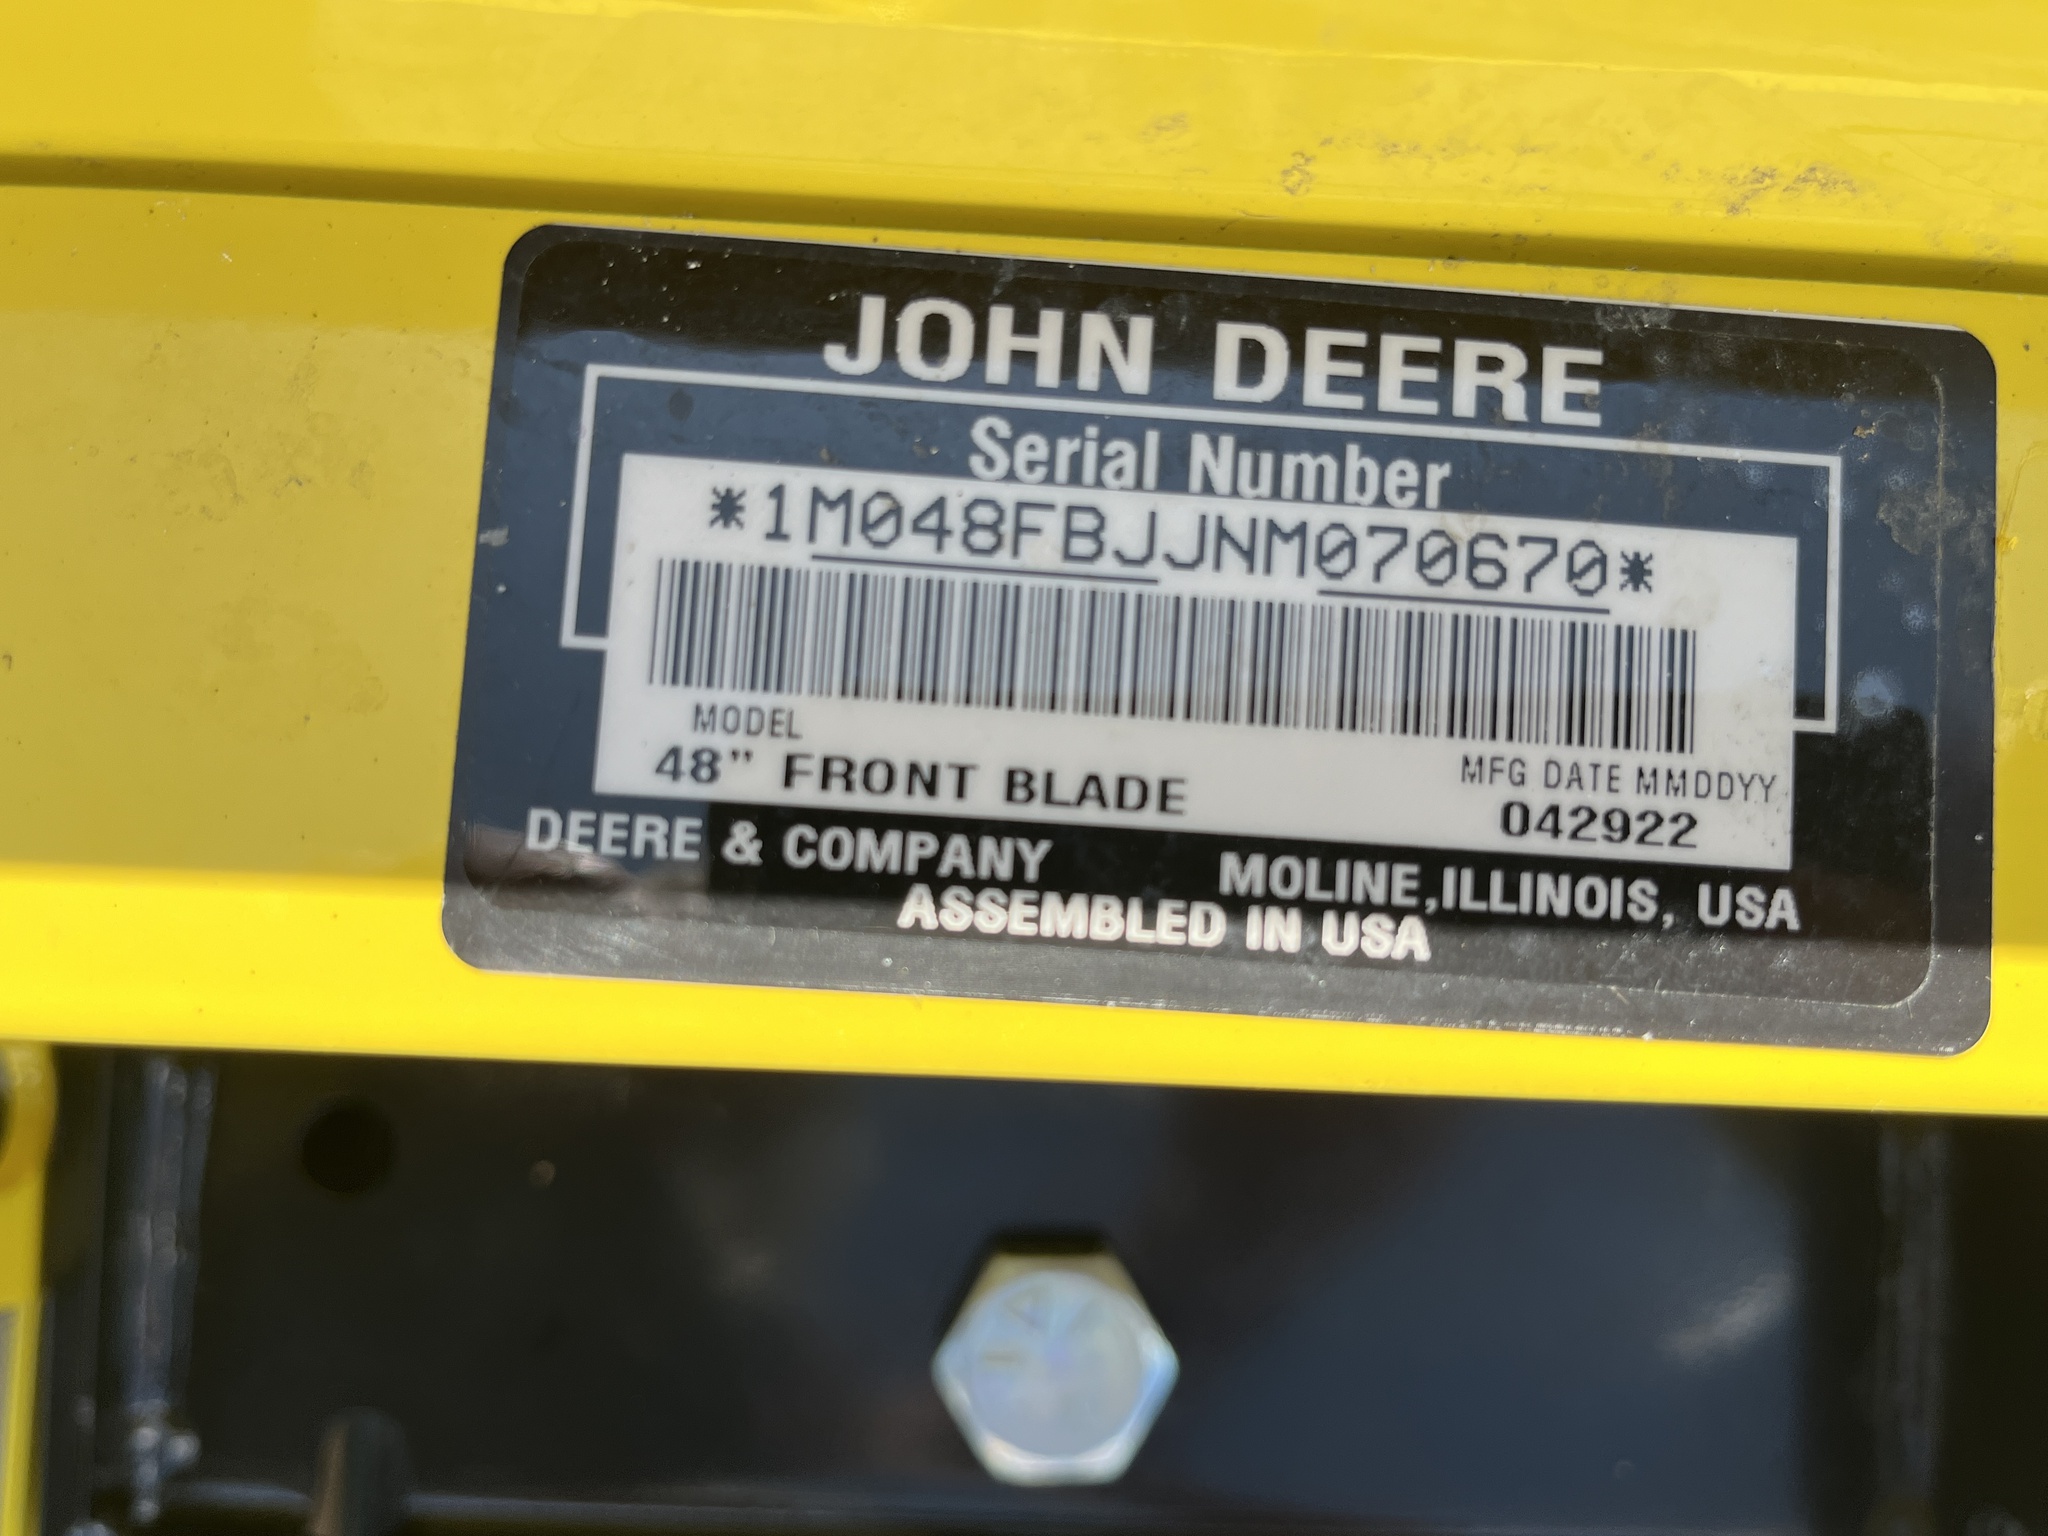 JOHN DEERE
Serial Number
*1M048FBJJNM070670*
MODEL
48" FRONT BLADE
MFG DATE MMDDYY
042922
DEERE & COMPANY MOLINE,ILLINOIS, USA
ASSEMBLED IN USA